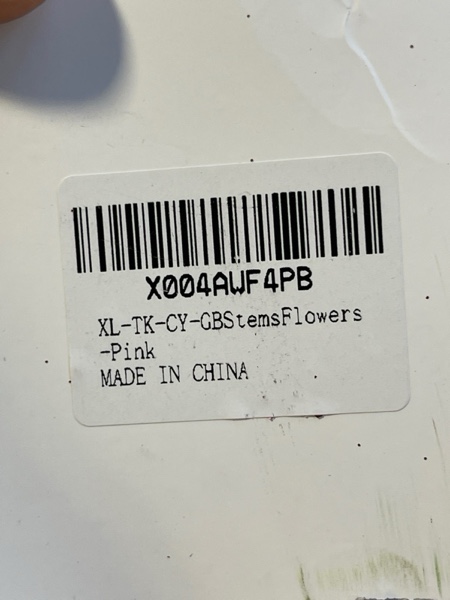 X004AWF4PB
XL-TK-CY-GBStemsFlowers
-Pink
MADE IN CHINA